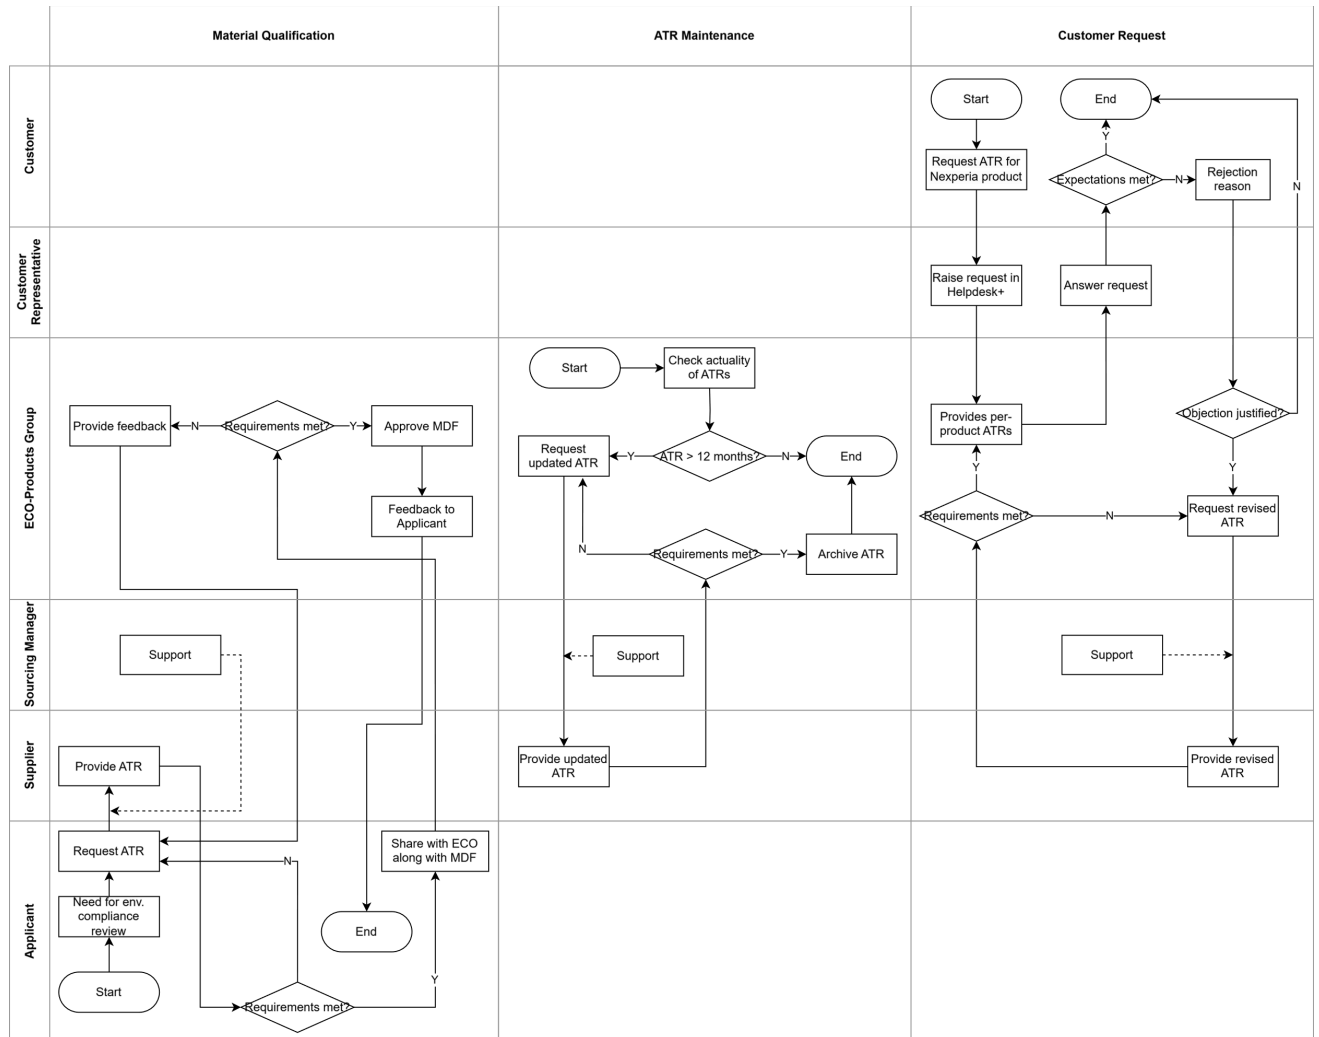 Material Qualification
ATR Maintenance
Customer Request
Customer
Start
End
Y
Request ATR for
Nexperia product
Expectations met?
N
Rejection
reason
N
Customer
Representative
Raise request in
Helpdesk+
Answer request
ECO-Products Group
Provide feedback
N
Requirements met?
Y
Approve MDF
Feedback to
Applicant
Start
Check actuality
of ATRs
Request
updated ATR
Y
ATR > 12 months?
N
End
N
Requirements met?
Y
Archive ATR
Provides per-
product ATRs
Objection justified?
Y
Y
Requirements met?
N
Request revised
ATR
Sourcing Manager
Support
Support
Support
Supplier
Provide ATR
Provide updated
ATR
Provide revised
ATR
Applicant
Request ATR
N
Share with ECO
along with MDF
Need for env.
compliance
review
End
Start
Requirements met?
Y